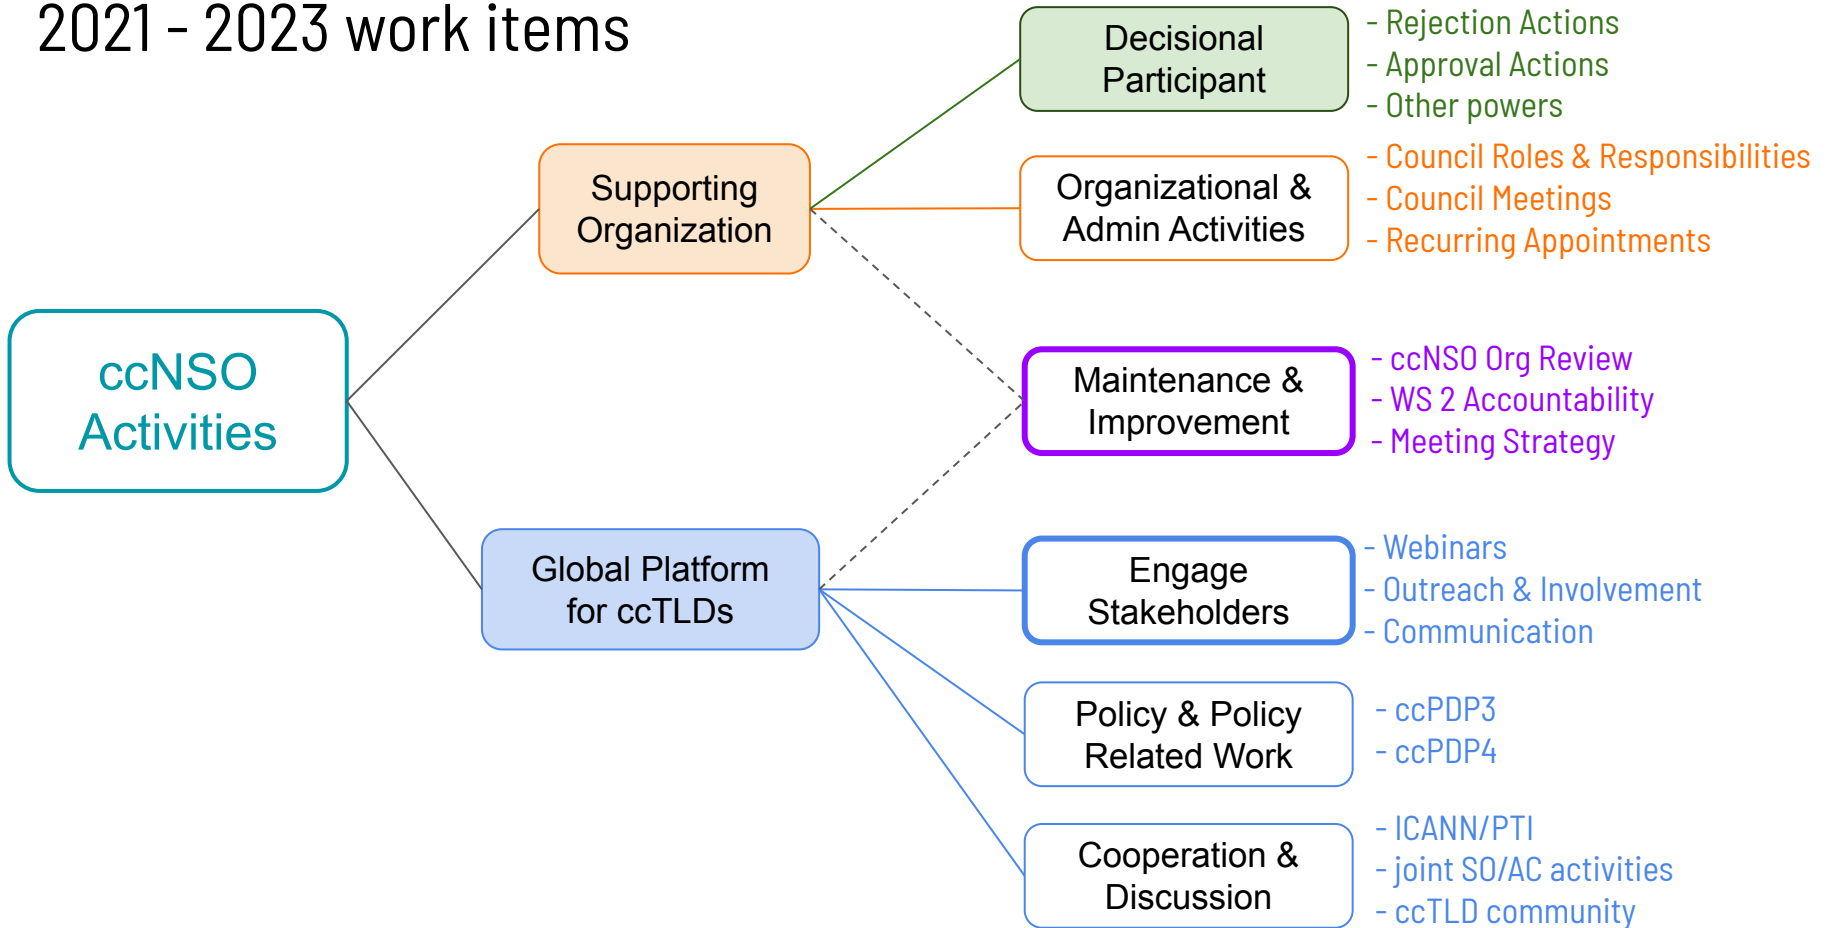 2021 - 2023 work items
ccNSO
Activities
Supporting
Organization
Global Platform
for ccTLDs
Decisional
Participant
- Rejection Actions
- Approval Actions
- Other powers
Organizational &
Admin Activities
- Council Roles & Responsibilities
- Council Meetings
- Recurring Appointments
Maintenance &
Improvement
- ccNSO Org Review
- WS 2 Accountability
- Meeting Strategy
Engage
Stakeholders
- Webinars
- Outreach & Involvement
- Communication
Policy & Policy
Related Work
- ccPDP3
- ccPDP4
Cooperation &
Discussion
- ICANN/PTI
- joint SO/AC activities
- ccTLD community